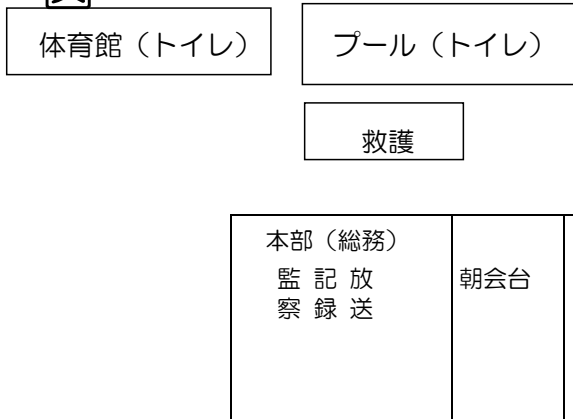 体育館（トイレ）
プール（トイレ）
救護
本部（総務）
監 記 放
察 録 送
朝会台